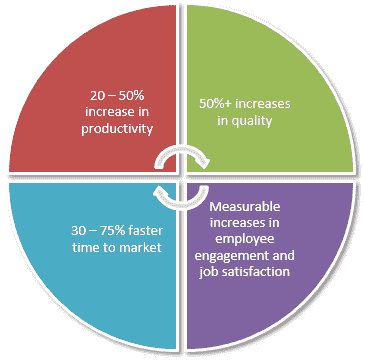 20 – 50%
increase in
productivity
50%+ increases
in quality
30 – 75% faster
time to market
Measurable
increases in
employee
engagement and
job satisfaction